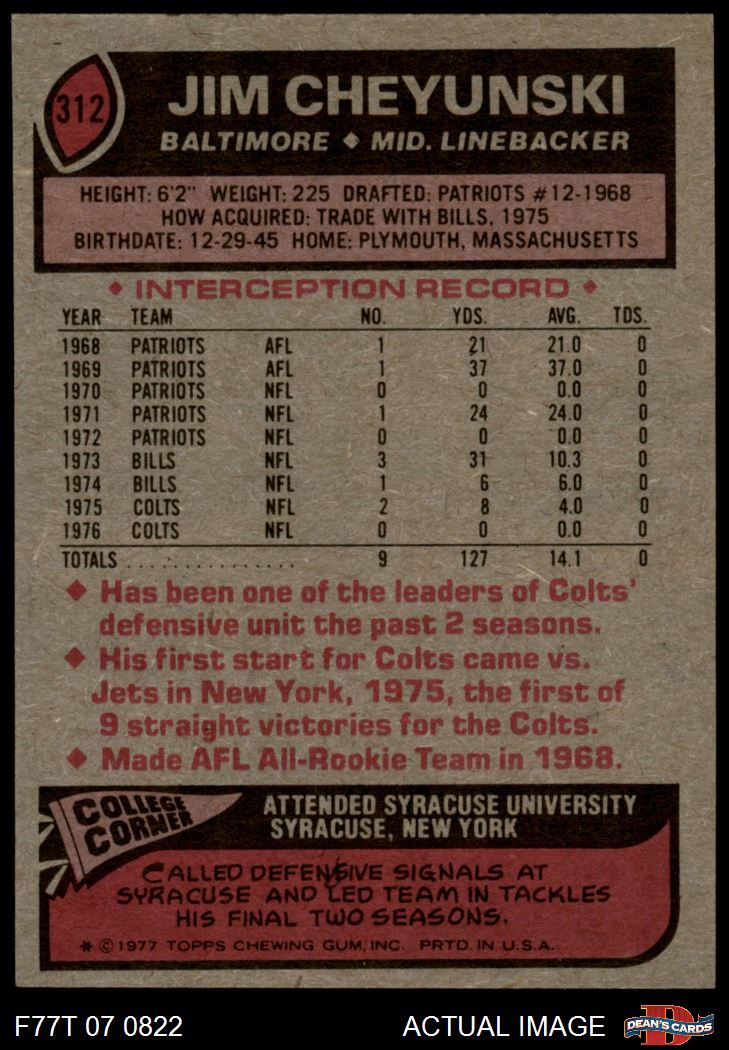 312
JIM CHEYUNSKI
BALTIMORE ◆ MID. LINEBACKER
HEIGHT: 6'2" WEIGHT: 225 DRAFTED: PATRIOTS #12-1968
HOW ACQUIRED: TRADE WITH BILLS, 1975
BIRTHDATE: 12-29-45 HOME: PLYMOUTH, MASSACHUSETTS
◆ INTERCEPTION RECORD ◆
YEAR TEAM NO. YDS. AVG. TDS.
1968 PATRIOTS AFL 1 21 21.0 0
1969 PATRIOTS AFL 1 37 37.0 0
1970 PATRIOTS NFL 0 0 0.0 0
1971 PATRIOTS NFL 1 24 24.0 0
1972 PATRIOTS NFL 0 0 0.0 0
1973 BILLS NFL 3 31 10.3 0
1974 BILLS NFL 1 6 6.0 0
1975 COLTS NFL 2 8 4.0 0
1976 COLTS NFL 0 0 0.0 0
TOTALS . . . . . . . . . . . . . . . 9 127 14.1 0
◆ Has been one of the leaders of Colts'
defensive unit the past 2 seasons.
◆ His first start for Colts came vs.
Jets in New York, 1975, the first of
9 straight victories for the Colts.
◆ Made AFL All-Rookie Team in 1968.
COLLEGE
CORNER
ATTENDED SYRACUSE UNIVERSITY
SYRACUSE, NEW YORK
CALLED DEFENSIVE SIGNALS AT
SYRACUSE AND LED TEAM IN TACKLES
HIS FINAL TWO SEASONS.
* © 1977 TOPPS CHEWING GUM, INC. PRTD. IN U.S.A.
F77T 07 0822
ACTUAL IMAGE
D
DEAN'S CARDS